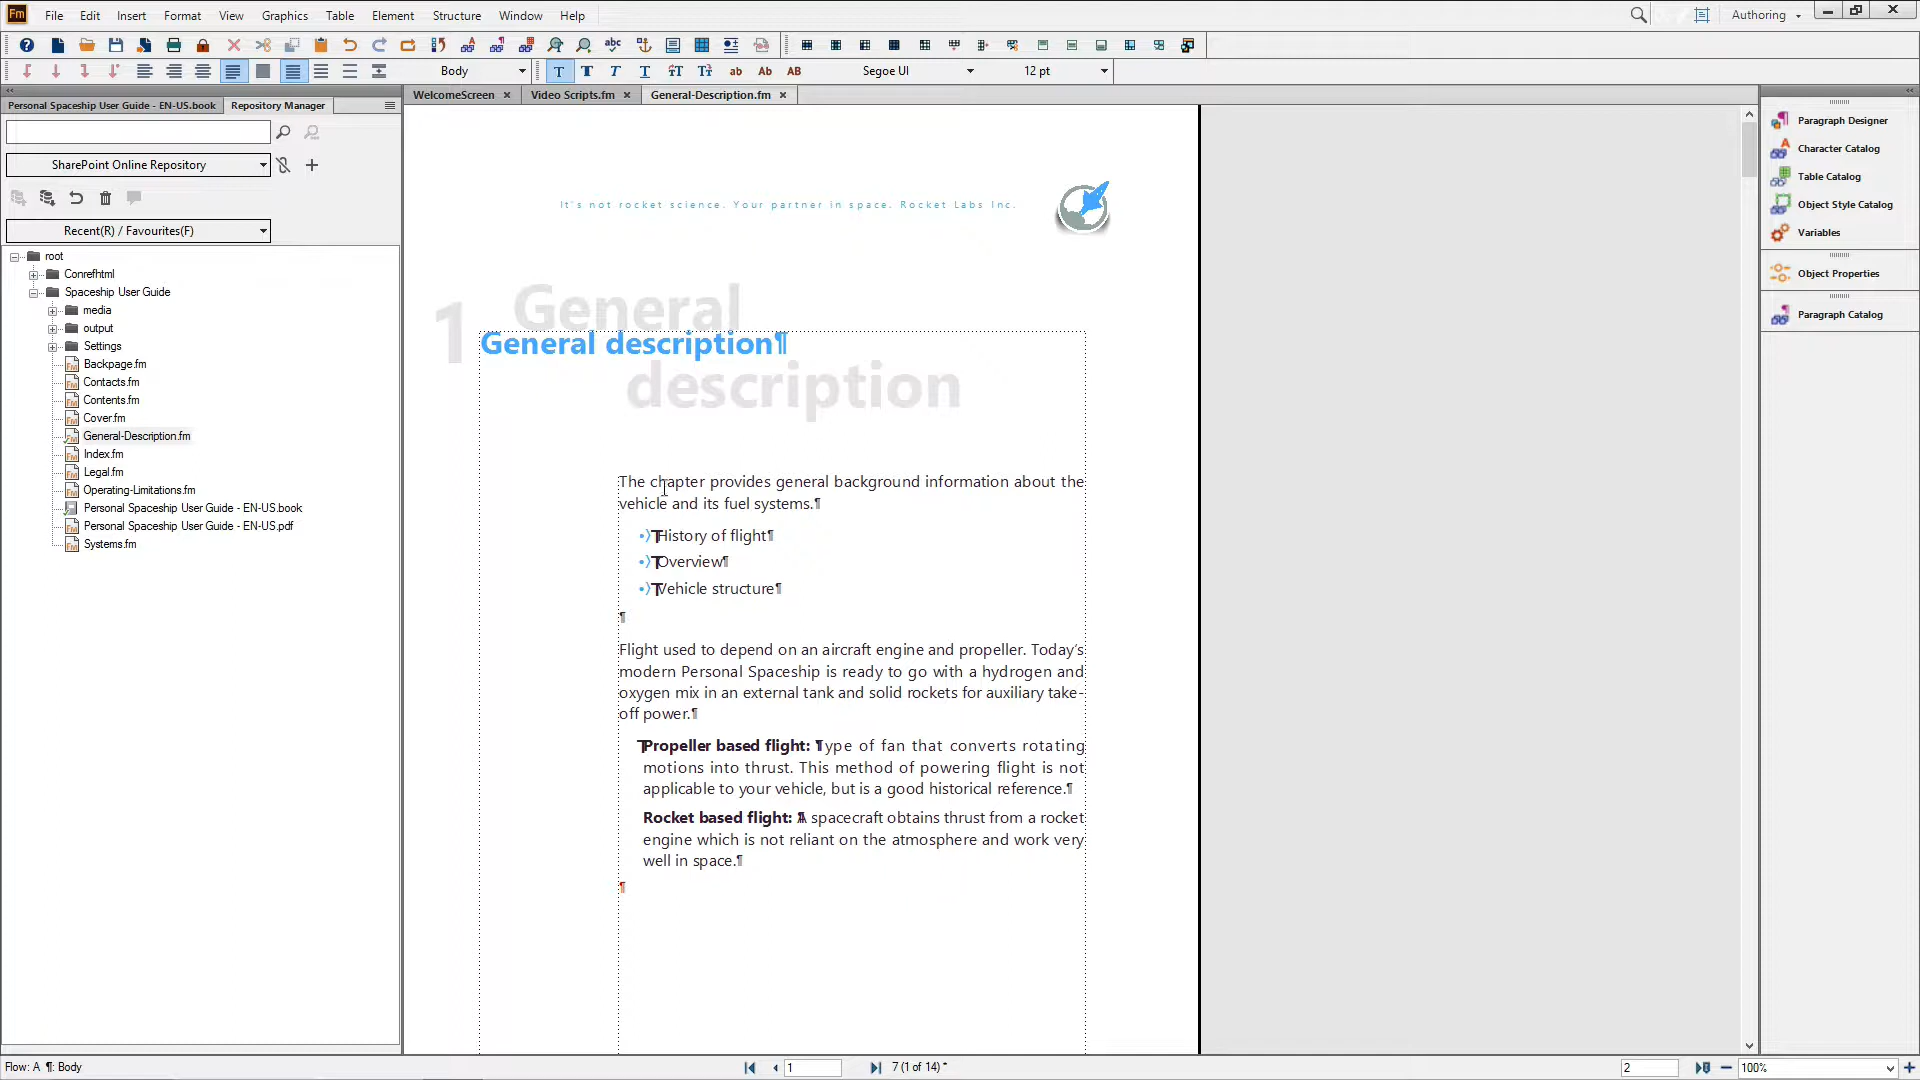 Fm File Edit Insert Format View Graphics Table Element Structure Window Help Authoring
Body Segoe UI 12 pt
Personal Spaceship User Guide - EN-US.book Repository Manager
WelcomeScreen Video Scripts.fm General-Description.fm
SharePoint Online Repository
Recent(R) / Favourites(F)
root
Conrefhtml
Spaceship User Guide
media
output
Settings
Backpage.fm
Contacts.fm
Contents.fm
Cover.fm
General-Description.fm
Index.fm
Legal.fm
Operating-Limitations.fm
Personal Spaceship User Guide - EN-US.book
Personal Spaceship User Guide - EN-US.pdf
Systems.fm
It's not rocket science. Your partner in space. Rocket Labs Inc.
1 General
description
General description¶
The chapter provides general background information about the
vehicle and its fuel systems.¶
History of flight¶
Overview¶
Vehicle structure¶
¶
Flight used to depend on an aircraft engine and propeller. Today's
modern Personal Spaceship is ready to go with a hydrogen and
oxygen mix in an external tank and solid rockets for auxiliary take-
off power.¶
Propeller based flight: ¶Type of fan that converts rotating
motions into thrust. This method of powering flight is not
applicable to your vehicle, but is a good historical reference.¶
Rocket based flight: ¶A spacecraft obtains thrust from a rocket
engine which is not reliant on the atmosphere and work very
well in space.¶
¶
Paragraph Designer
Character Catalog
Table Catalog
Object Style Catalog
Variables
Object Properties
Paragraph Catalog
Flow: A ¶: Body 1 7 (1 of 14) * 2 100%